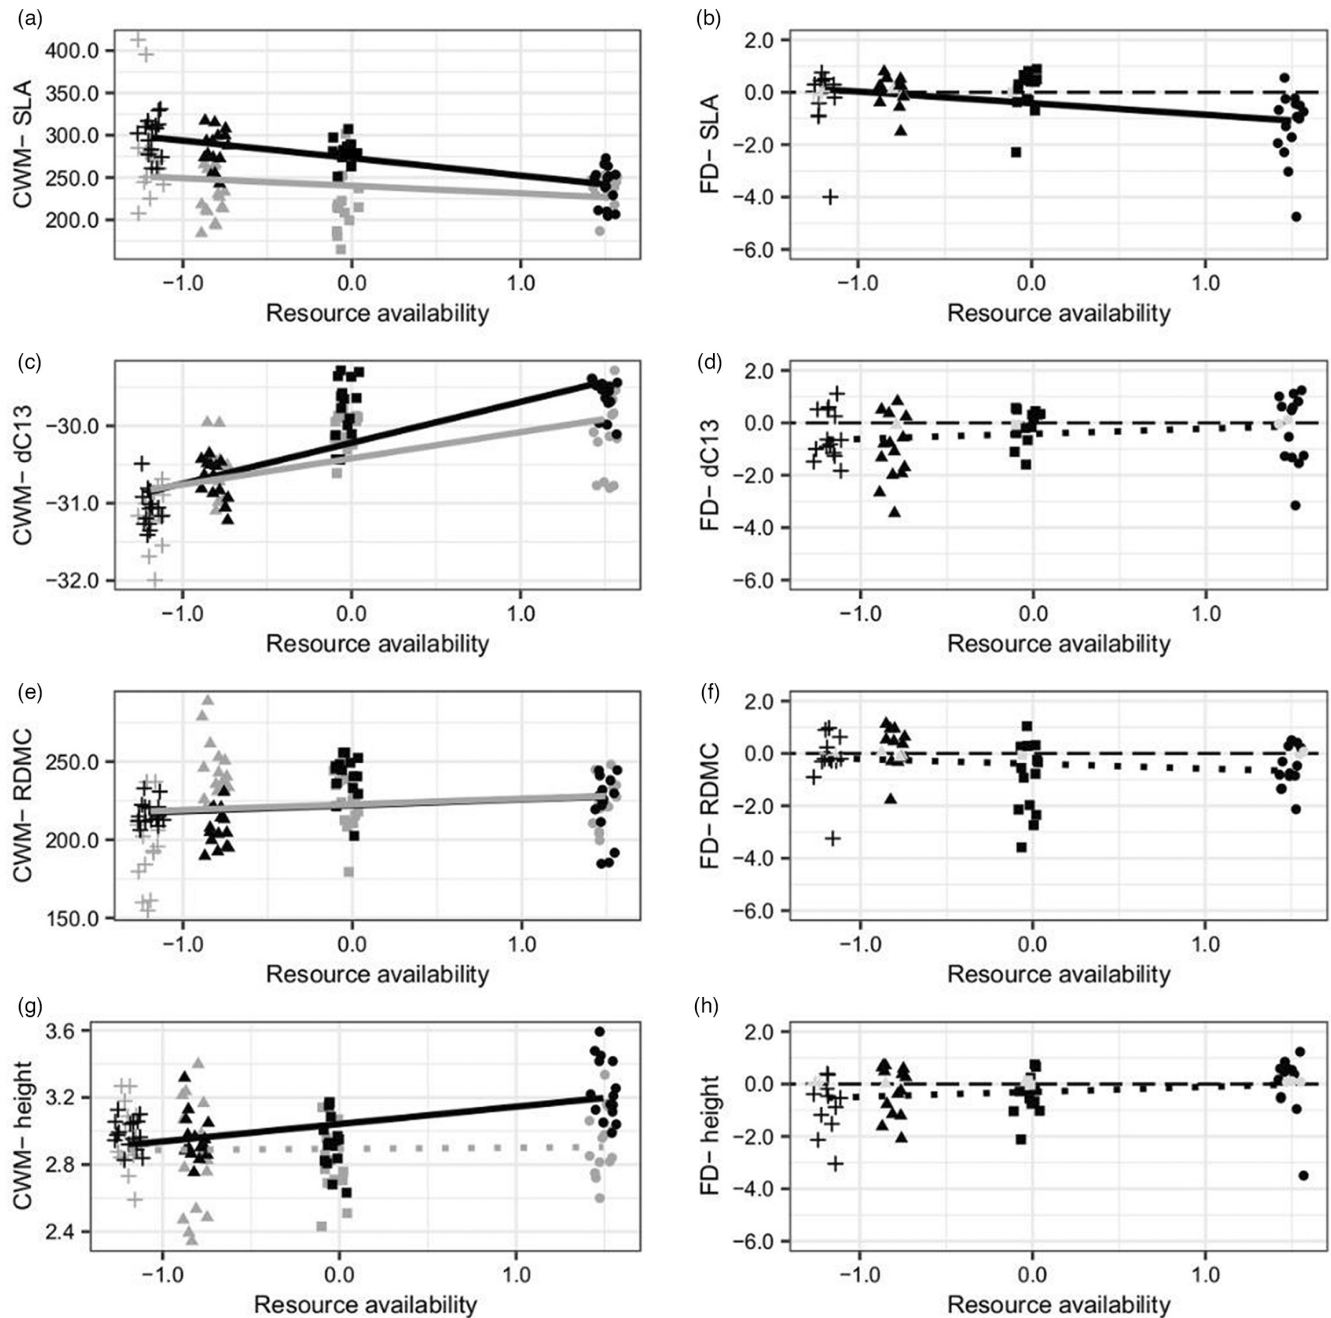 (a)
CWM− SLA
400.0
350.0
300.0
250.0
200.0
−1.0 0.0 1.0
Resource availability
(b)
FD− SLA
2.0
0.0
−2.0
−4.0
−6.0
−1.0 0.0 1.0
Resource availability
(c)
CWM− dC13
−30.0
−31.0
−32.0
−1.0 0.0 1.0
Resource availability
(d)
FD− dC13
2.0
0.0
−2.0
−4.0
−6.0
−1.0 0.0 1.0
Resource availability
(e)
CWM− RDMC
250.0
200.0
150.0
−1.0 0.0 1.0
Resource availability
(f)
FD− RDMC
2.0
0.0
−2.0
−4.0
−6.0
−1.0 0.0 1.0
Resource availability
(g)
CWM− height
3.6
3.2
2.8
2.4
−1.0 0.0 1.0
Resource availability
(h)
FD− height
2.0
0.0
−2.0
−4.0
−6.0
−1.0 0.0 1.0
Resource availability